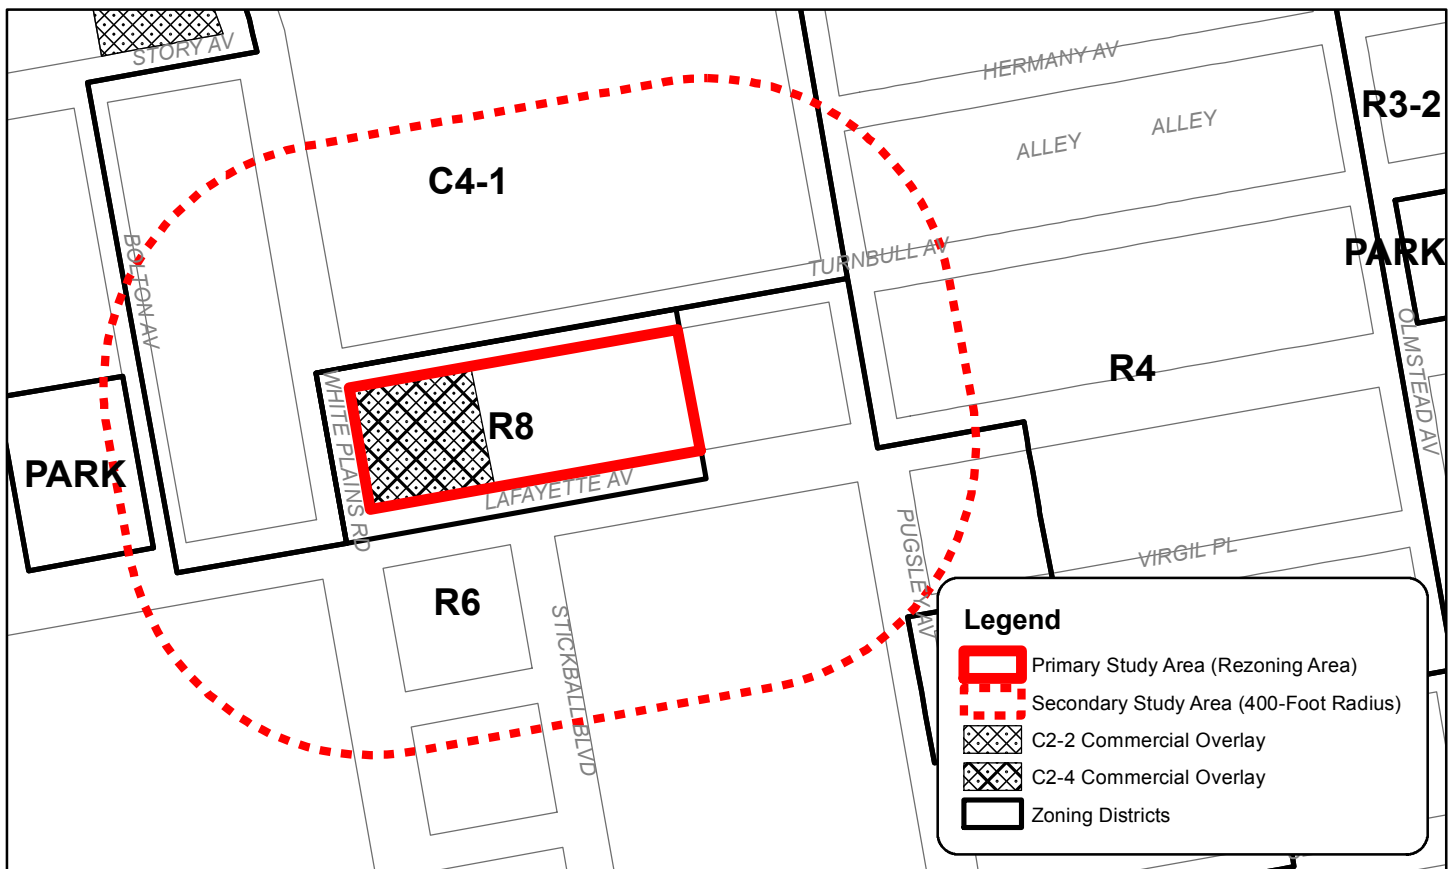 STORY AV
HERMANY AV
R3-2
ALLEY
ALLEY
C4-1
BOLTON AV
TURNBULL AV
PARK
OLMSTEAD AV
R4
WHITE PLAINS RD
R8
PARK
LAFAYETTE AV
PUGSLEY AV
VIRGIL PL
R6
STICKBALL BLVD
Legend
Primary Study Area (Rezoning Area)
Secondary Study Area (400-Foot Radius)
C2-2 Commercial Overlay
C2-4 Commercial Overlay
Zoning Districts